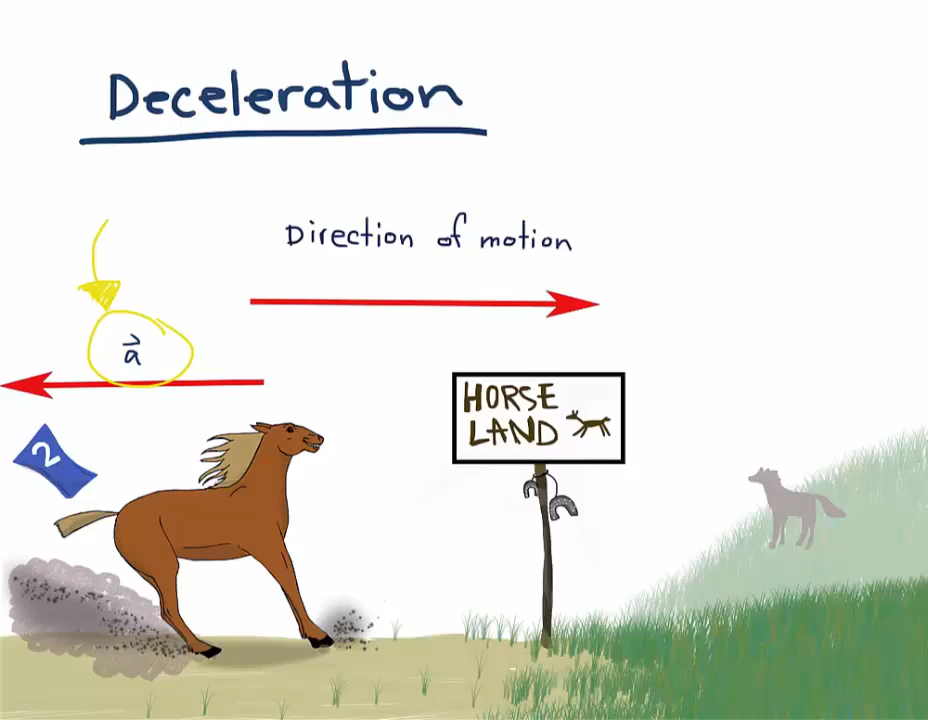 Deceleration
Direction of motion
a⃗
HORSE
LAND
2